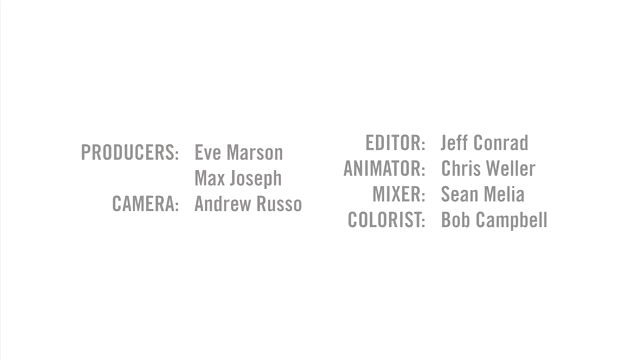 PRODUCERS: Eve Marson
Max Joseph
CAMERA: Andrew Russo
EDITOR: Jeff Conrad
ANIMATOR: Chris Weller
MIXER: Sean Melia
COLORIST: Bob Campbell